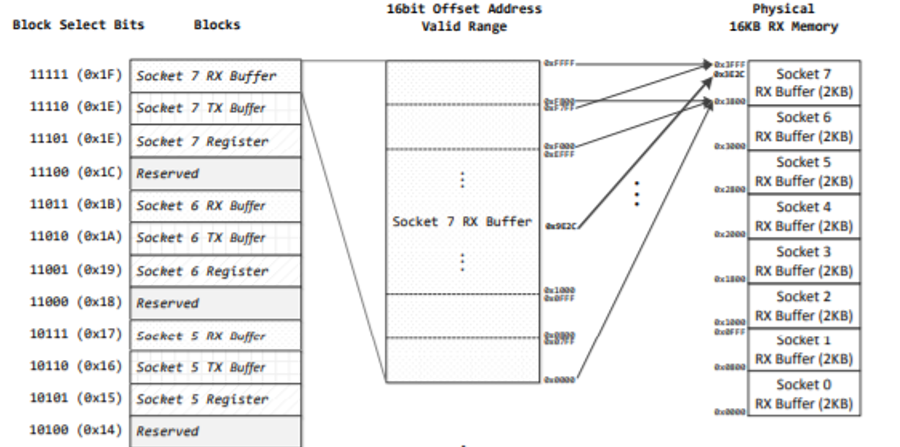 Block Select Bits
Blocks
16bit Offset Address
Valid Range
Physical
16KB RX Memory
11111 (0x1F)
Socket 7 RX Buffer
11110 (0x1E)
Socket 7 TX Buffer
11101 (0x1E)
Socket 7 Register
11100 (0x1C)
Reserved
11011 (0x1B)
Socket 6 RX Buffer
11010 (0x1A)
Socket 6 TX Buffer
11001 (0x19)
Socket 6 Register
11000 (0x18)
Reserved
10111 (0x17)
Socket 5 RX Buffer
10110 (0x16)
Socket 5 TX Buffer
10101 (0x15)
Socket 5 Register
10100 (0x14)
Reserved
0xFFFF
0xF7FF
0xF000
0xEFFF
Socket 7 RX Buffer
0x9E2C
0x1000
0x0FFF
0x0800
0x07FF
0x0000
0x3FFF
0x3E2C
0x3800
0x3000
0x2800
0x2000
0x1800
0x1000
0x0FFF
0x0800
0x0000
Socket 7
RX Buffer (2KB)
Socket 6
RX Buffer (2KB)
Socket 5
RX Buffer (2KB)
Socket 4
RX Buffer (2KB)
Socket 3
RX Buffer (2KB)
Socket 2
RX Buffer (2KB)
Socket 1
RX Buffer (2KB)
Socket 0
RX Buffer (2KB)